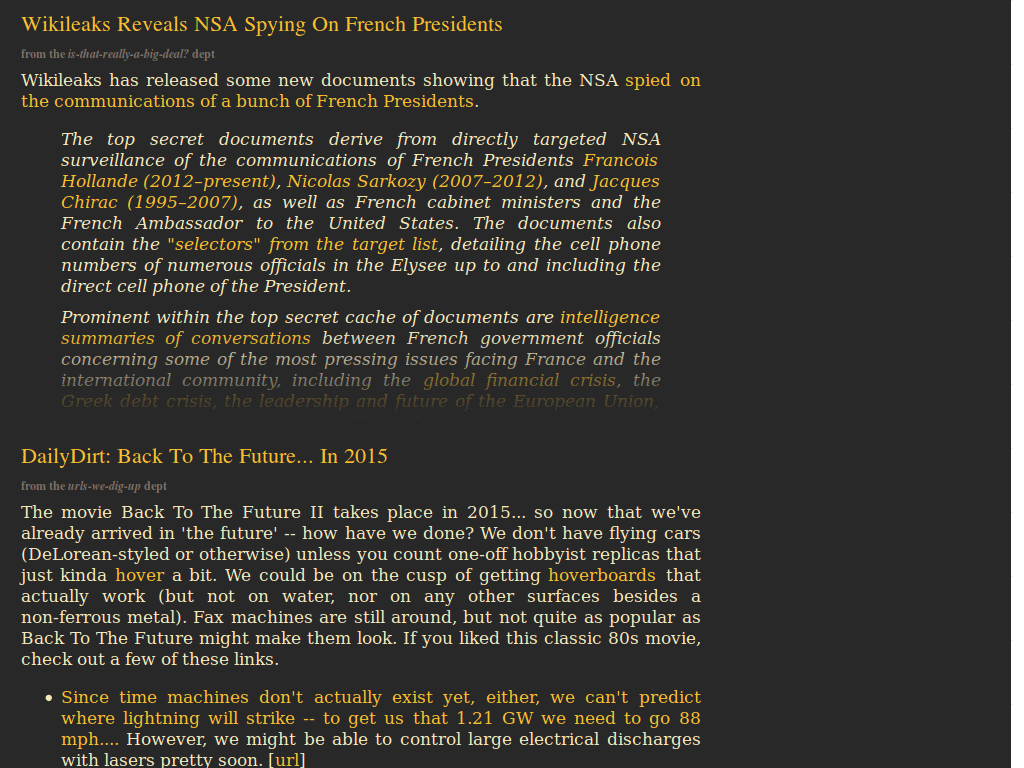 Wikileaks Reveals NSA Spying On French Presidents
from the is-that-really-a-big-deal? dept
Wikileaks has released some new documents showing that the NSA spied on
the communications of a bunch of French Presidents.
The top secret documents derive from directly targeted NSA
surveillance of the communications of French Presidents Francois
Hollande (2012–present), Nicolas Sarkozy (2007–2012), and Jacques
Chirac (1995–2007), as well as French cabinet ministers and the
French Ambassador to the United States. The documents also
contain the "selectors" from the target list, detailing the cell phone
numbers of numerous officials in the Elysee up to and including the
direct cell phone of the President.
Prominent within the top secret cache of documents are intelligence
summaries of conversations between French government officials
concerning some of the most pressing issues facing France and the
international community, including the global financial crisis, the
Greek debt crisis, the leadership and future of the European Union,
DailyDirt: Back To The Future... In 2015
from the urls-we-dig-up dept
The movie Back To The Future II takes place in 2015... so now that we've
already arrived in 'the future' -- how have we done? We don't have flying cars
(DeLorean-styled or otherwise) unless you count one-off hobbyist replicas that
just kinda hover a bit. We could be on the cusp of getting hoverboards that
actually work (but not on water, nor on any other surfaces besides a
non-ferrous metal). Fax machines are still around, but not quite as popular as
Back To The Future might make them look. If you liked this classic 80s movie,
check out a few of these links.
• Since time machines don't actually exist yet, either, we can't predict
where lightning will strike -- to get us that 1.21 GW we need to go 88
mph.... However, we might be able to control large electrical discharges
with lasers pretty soon. [url]